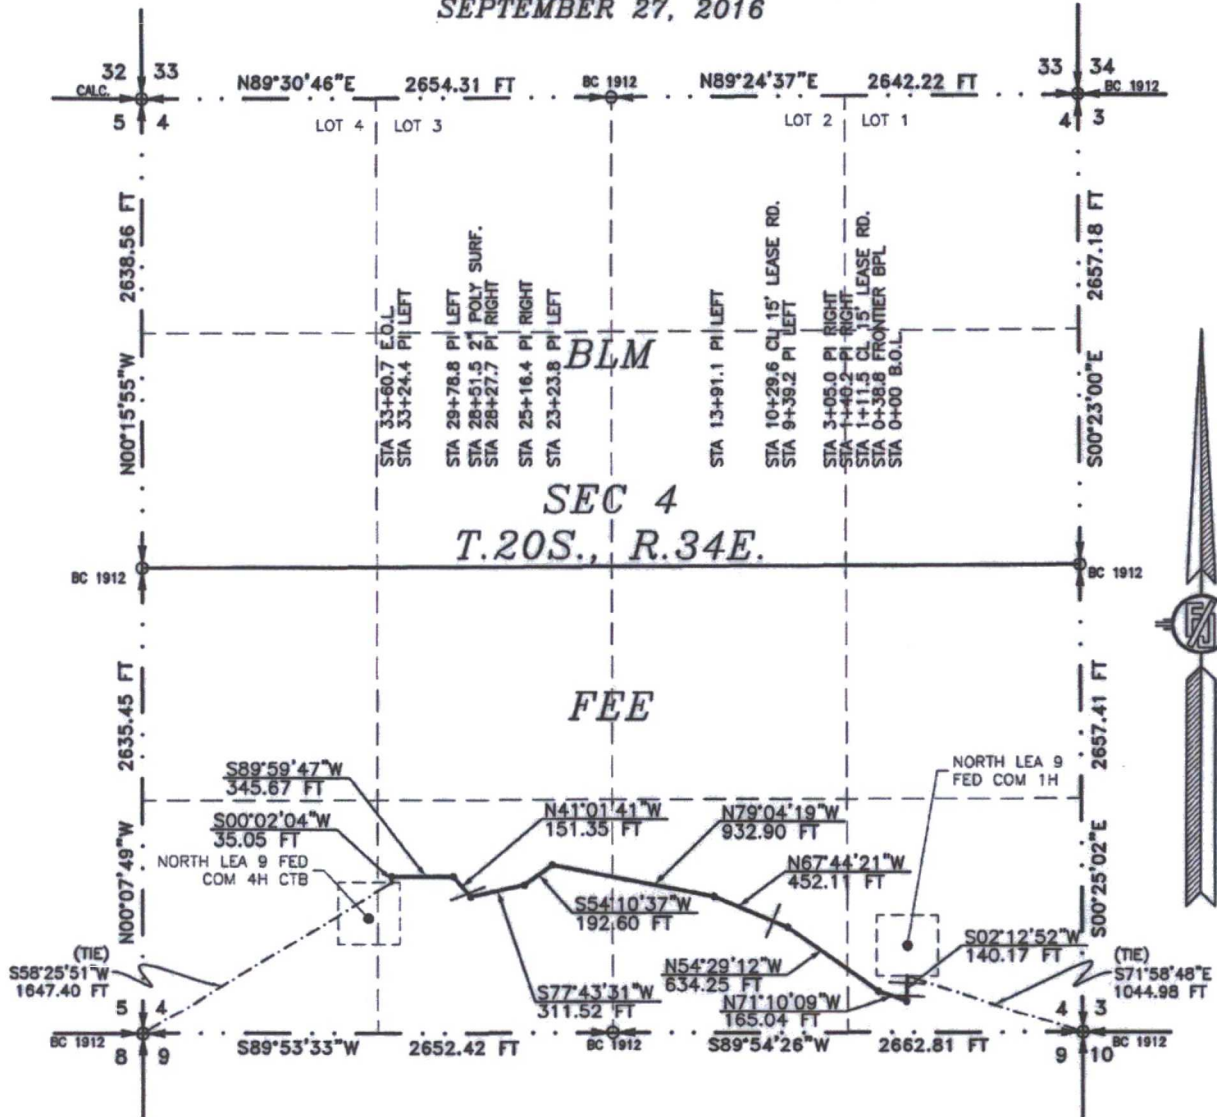 SEPTEMBER 27, 2016
32 33
CALC.
5 4
N89°30'46"E 2654.31 FT
BC 1912
N89°24'37"E 2642.22 FT
33 34
BC 1912
4 3
LOT 4 LOT 3
LOT 2 LOT 1
N00°15'55"W 2638.56 FT
S00°23'00"E 2657.18 FT
STA 33+60.7 E.O.L
STA 33+24.4 PI LEFT
STA 29+78.8 PI LEFT
STA 28+51.5 2" POLY SURF.
STA 28+27.7 PI RIGHT
STA 25+16.4 PI RIGHT
STA 23+23.8 PI LEFT
STA 13+91.1 PI LEFT
STA 10+29.6 CL 15' LEASE RD.
STA 9+39.2 PI LEFT
STA 3+05.0 PI RIGHT
STA 1+40.2 PI RIGHT
STA 1+11.5 CL 15' LEASE RD.
STA 0+38.8 FRONTIER BPL
STA 0+00 B.O.L
BLM
SEC 4
T.20S., R.34E.
BC 1912
BC 1912
FEE
N00°07'49"W 2635.45 FT
S00°25'02"E 2657.41 FT
S89°59'47"W
345.67 FT
S00°02'04"W
35.05 FT
NORTH LEA 9 FED
COM 4H CTB
N41°01'41"W
151.35 FT
N79°04'19"W
932.90 FT
NORTH LEA 9
FED COM 1H
N67°44'21"W
452.11 FT
S54°10'37"W
192.60 FT
S02°12'52"W
140.17 FT
(TIE)
S58°25'51"W
1647.40 FT
N54°29'12"W
634.25 FT
(TIE)
S71°58'48"E
1044.98 FT
S77°43'31"W
311.52 FT
N71°10'09"W
165.04 FT
5 4
BC 1912
8 9
S89°53'33"W 2652.42 FT
BC 1912
S89°54'26"W 2662.81 FT
4 3
BC 1912
9 10
FJ